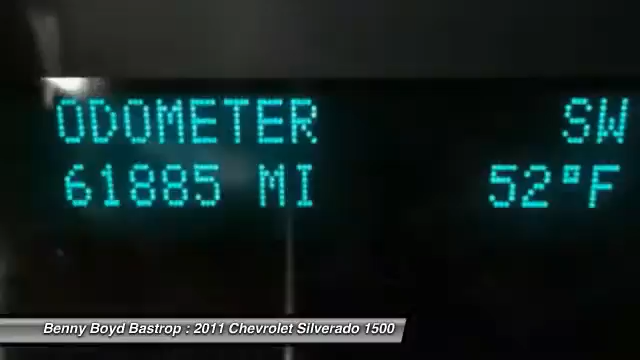 ODOMETER SW
61885 MI 52°F
Benny Boyd Bastrop : 2011 Chevrolet Silverado 1500